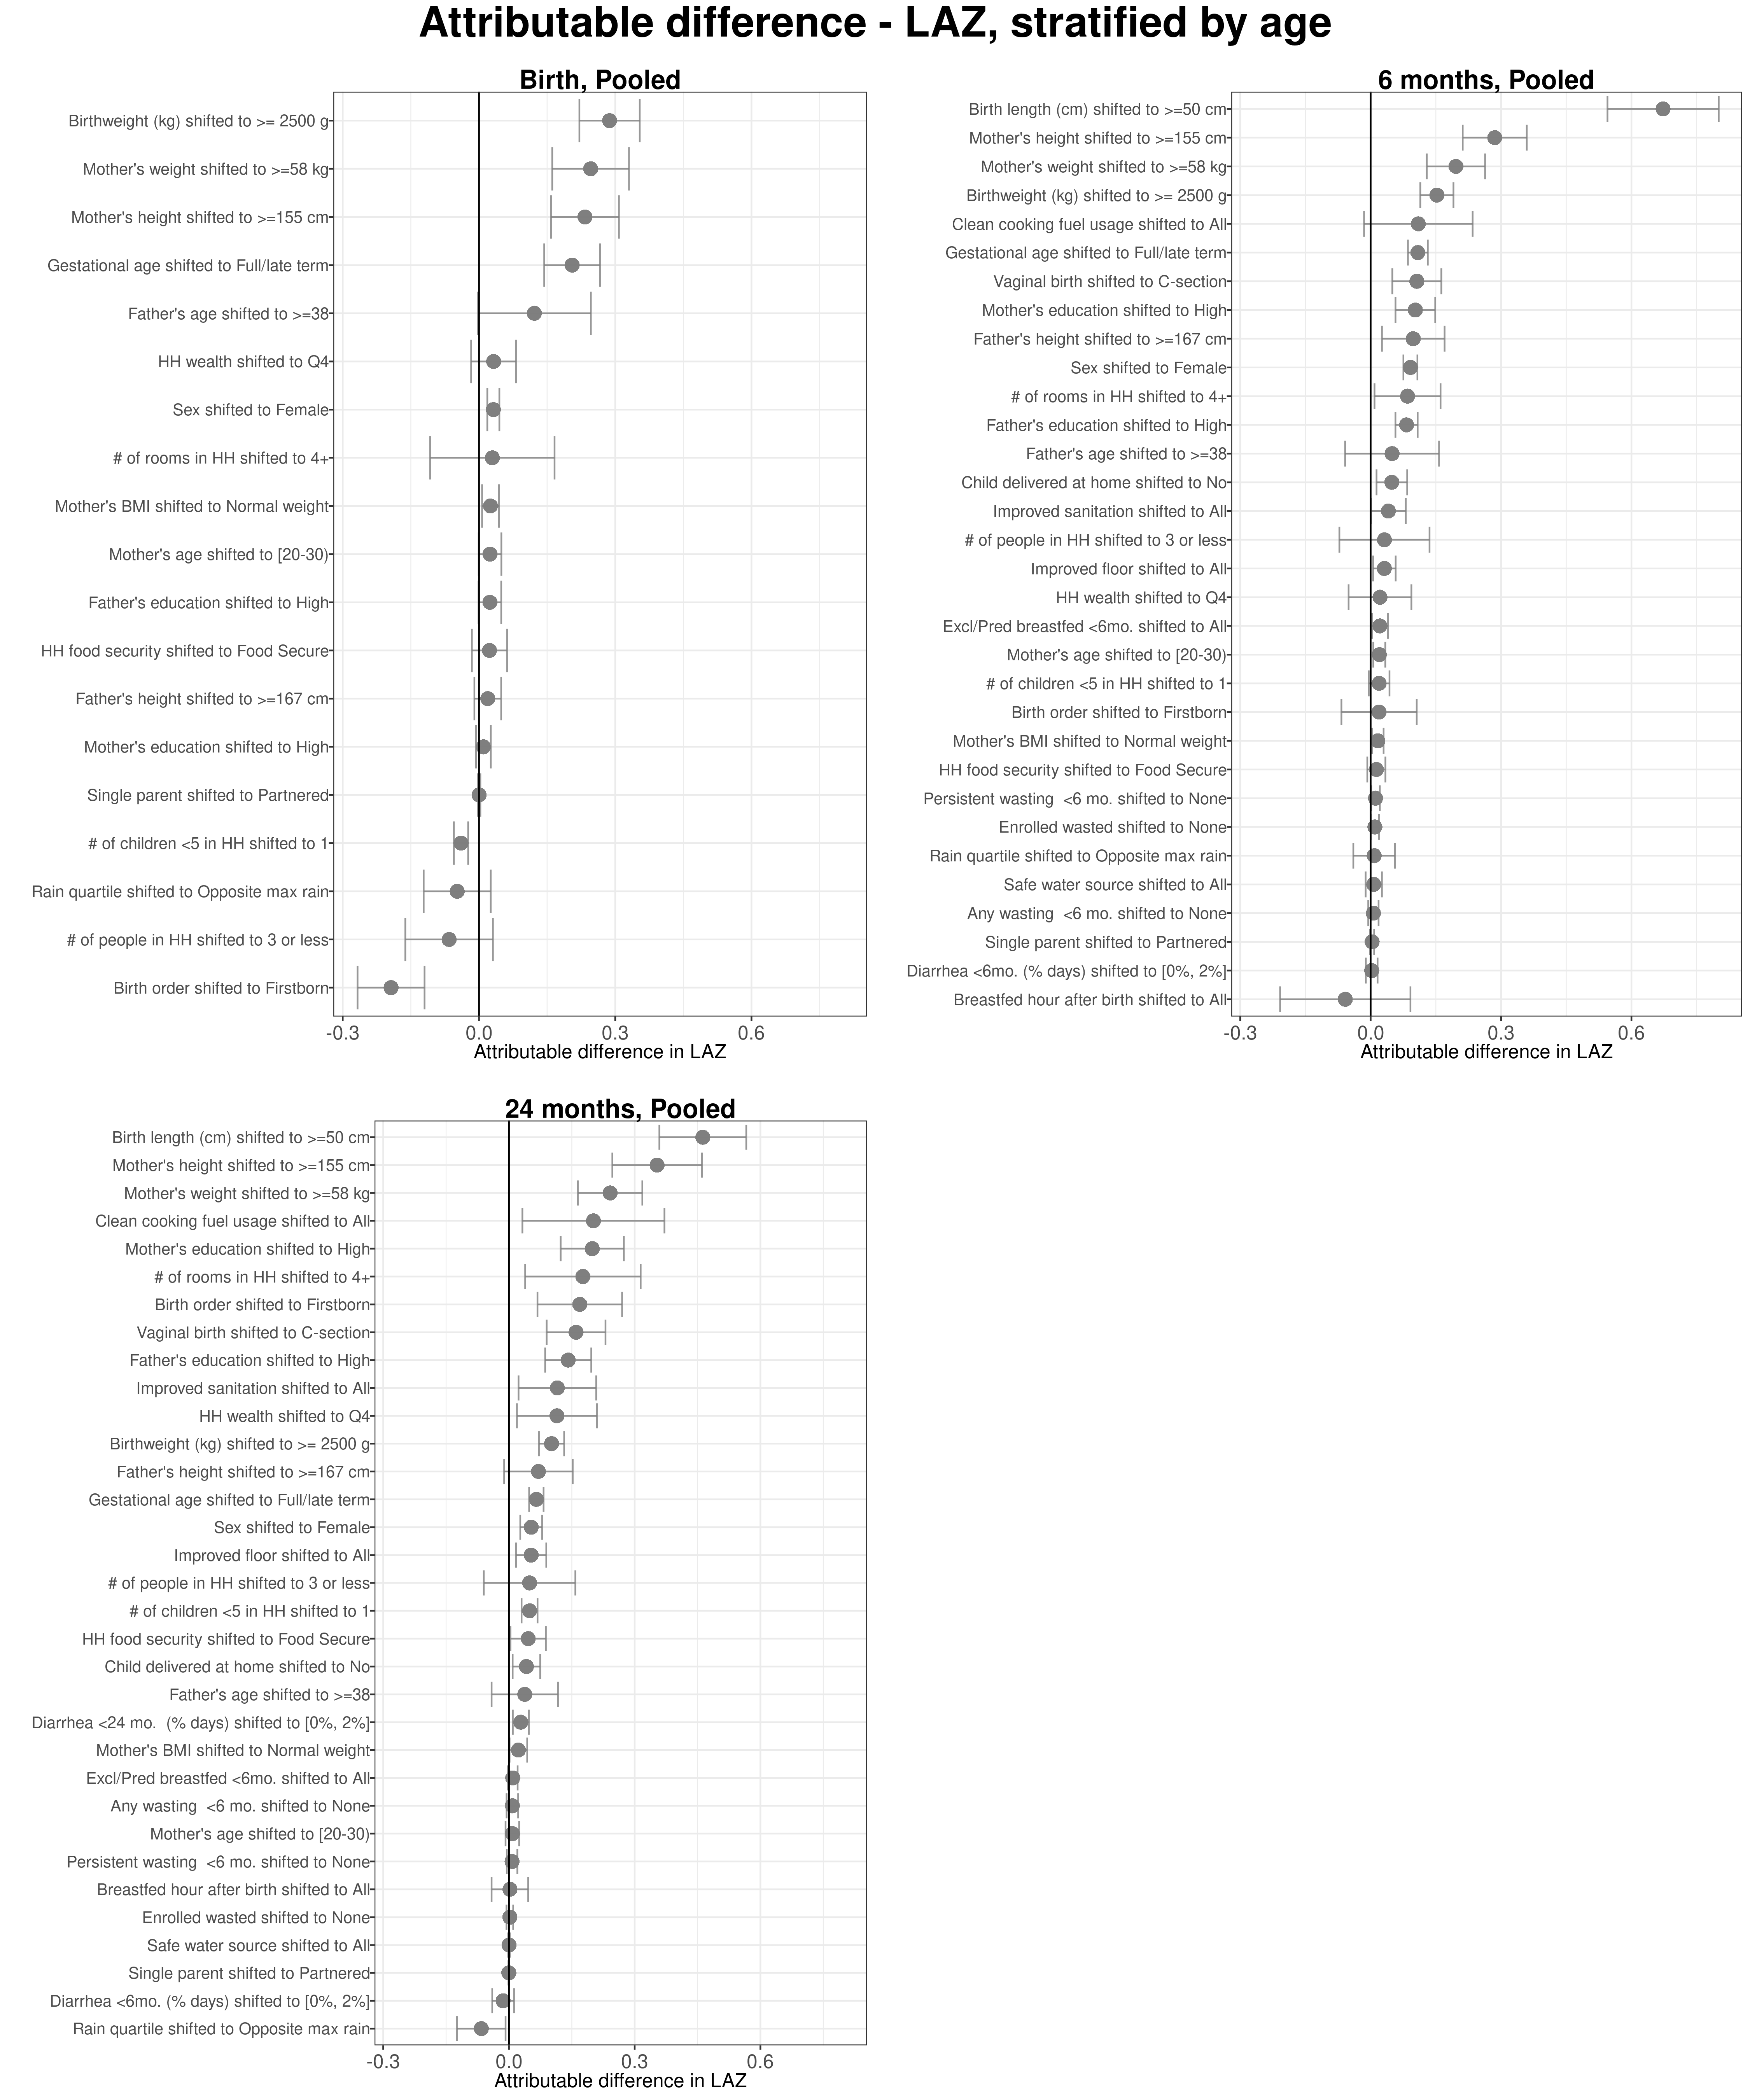 Attributable difference - LAZ, stratified by age
Birth, Pooled
Birthweight (kg) shifted to >= 2500 g
Mother's weight shifted to >=58 kg
Mother's height shifted to >=155 cm
Gestational age shifted to Full/late term
Father's age shifted to >=38
HH wealth shifted to Q4
Sex shifted to Female
# of rooms in HH shifted to 4+
Mother's BMI shifted to Normal weight
Mother's age shifted to [20-30)
Father's education shifted to High
HH food security shifted to Food Secure
Father's height shifted to >=167 cm
Mother's education shifted to High
Single parent shifted to Partnered
# of children <5 in HH shifted to 1
Rain quartile shifted to Opposite max rain
# of people in HH shifted to 3 or less
Birth order shifted to Firstborn
-0.3 0.0 0.3 0.6
Attributable difference in LAZ
6 months, Pooled
Birth length (cm) shifted to >=50 cm
Mother's height shifted to >=155 cm
Mother's weight shifted to >=58 kg
Birthweight (kg) shifted to >= 2500 g
Clean cooking fuel usage shifted to All
Gestational age shifted to Full/late term
Vaginal birth shifted to C-section
Mother's education shifted to High
Father's height shifted to >=167 cm
Sex shifted to Female
# of rooms in HH shifted to 4+
Father's education shifted to High
Father's age shifted to >=38
Child delivered at home shifted to No
Improved sanitation shifted to All
# of people in HH shifted to 3 or less
Improved floor shifted to All
HH wealth shifted to Q4
Excl/Pred breastfed <6mo. shifted to All
Mother's age shifted to [20-30)
# of children <5 in HH shifted to 1
Birth order shifted to Firstborn
Mother's BMI shifted to Normal weight
HH food security shifted to Food Secure
Persistent wasting  <6 mo. shifted to None
Enrolled wasted shifted to None
Rain quartile shifted to Opposite max rain
Safe water source shifted to All
Any wasting  <6 mo. shifted to None
Single parent shifted to Partnered
Diarrhea <6mo. (% days) shifted to [0%, 2%]
Breastfed hour after birth shifted to All
-0.3 0.0 0.3 0.6
Attributable difference in LAZ
24 months, Pooled
Birth length (cm) shifted to >=50 cm
Mother's height shifted to >=155 cm
Mother's weight shifted to >=58 kg
Clean cooking fuel usage shifted to All
Mother's education shifted to High
# of rooms in HH shifted to 4+
Birth order shifted to Firstborn
Vaginal birth shifted to C-section
Father's education shifted to High
Improved sanitation shifted to All
HH wealth shifted to Q4
Birthweight (kg) shifted to >= 2500 g
Father's height shifted to >=167 cm
Gestational age shifted to Full/late term
Sex shifted to Female
Improved floor shifted to All
# of people in HH shifted to 3 or less
# of children <5 in HH shifted to 1
HH food security shifted to Food Secure
Child delivered at home shifted to No
Father's age shifted to >=38
Diarrhea <24 mo.  (% days) shifted to [0%, 2%]
Mother's BMI shifted to Normal weight
Excl/Pred breastfed <6mo. shifted to All
Any wasting  <6 mo. shifted to None
Mother's age shifted to [20-30)
Persistent wasting  <6 mo. shifted to None
Breastfed hour after birth shifted to All
Enrolled wasted shifted to None
Safe water source shifted to All
Single parent shifted to Partnered
Diarrhea <6mo. (% days) shifted to [0%, 2%]
Rain quartile shifted to Opposite max rain
-0.3 0.0 0.3 0.6
Attributable difference in LAZ